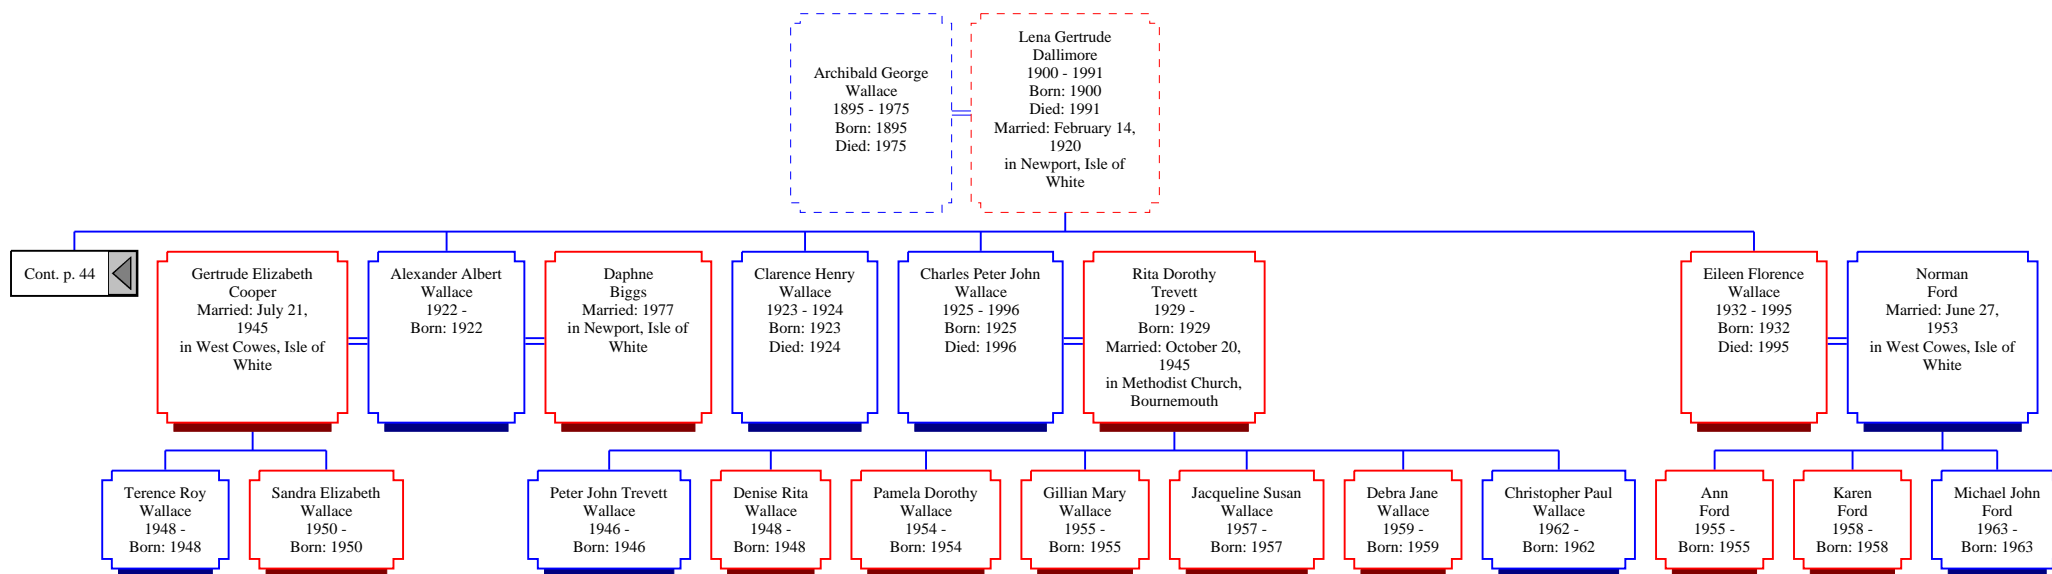 Archibald George
Wallace
1895 - 1975
Born: 1895
Died: 1975
Lena Gertrude
Dallimore
1900 - 1991
Born: 1900
Died: 1991
Married: February 14,
1920
in Newport, Isle of
White
Cont. p. 44
Gertrude Elizabeth
Cooper
Married: July 21,
1945
in West Cowes, Isle of
White
Alexander Albert
Wallace
1922 -
Born: 1922
Daphne
Biggs
Married: 1977
in Newport, Isle of
White
Clarence Henry
Wallace
1923 - 1924
Born: 1923
Died: 1924
Charles Peter John
Wallace
1925 - 1996
Born: 1925
Died: 1996
Rita Dorothy
Trevett
1929 -
Born: 1929
Married: October 20,
1945
in Methodist Church,
Bournemouth
Eileen Florence
Wallace
1932 - 1995
Born: 1932
Died: 1995
Norman
Ford
Married: June 27,
1953
in West Cowes, Isle of
White
Terence Roy
Wallace
1948 -
Born: 1948
Sandra Elizabeth
Wallace
1950 -
Born: 1950
Peter John Trevett
Wallace
1946 -
Born: 1946
Denise Rita
Wallace
1948 -
Born: 1948
Pamela Dorothy
Wallace
1954 -
Born: 1954
Gillian Mary
Wallace
1955 -
Born: 1955
Jacqueline Susan
Wallace
1957 -
Born: 1957
Debra Jane
Wallace
1959 -
Born: 1959
Christopher Paul
Wallace
1962 -
Born: 1962
Ann
Ford
1955 -
Born: 1955
Karen
Ford
1958 -
Born: 1958
Michael John
Ford
1963 -
Born: 1963